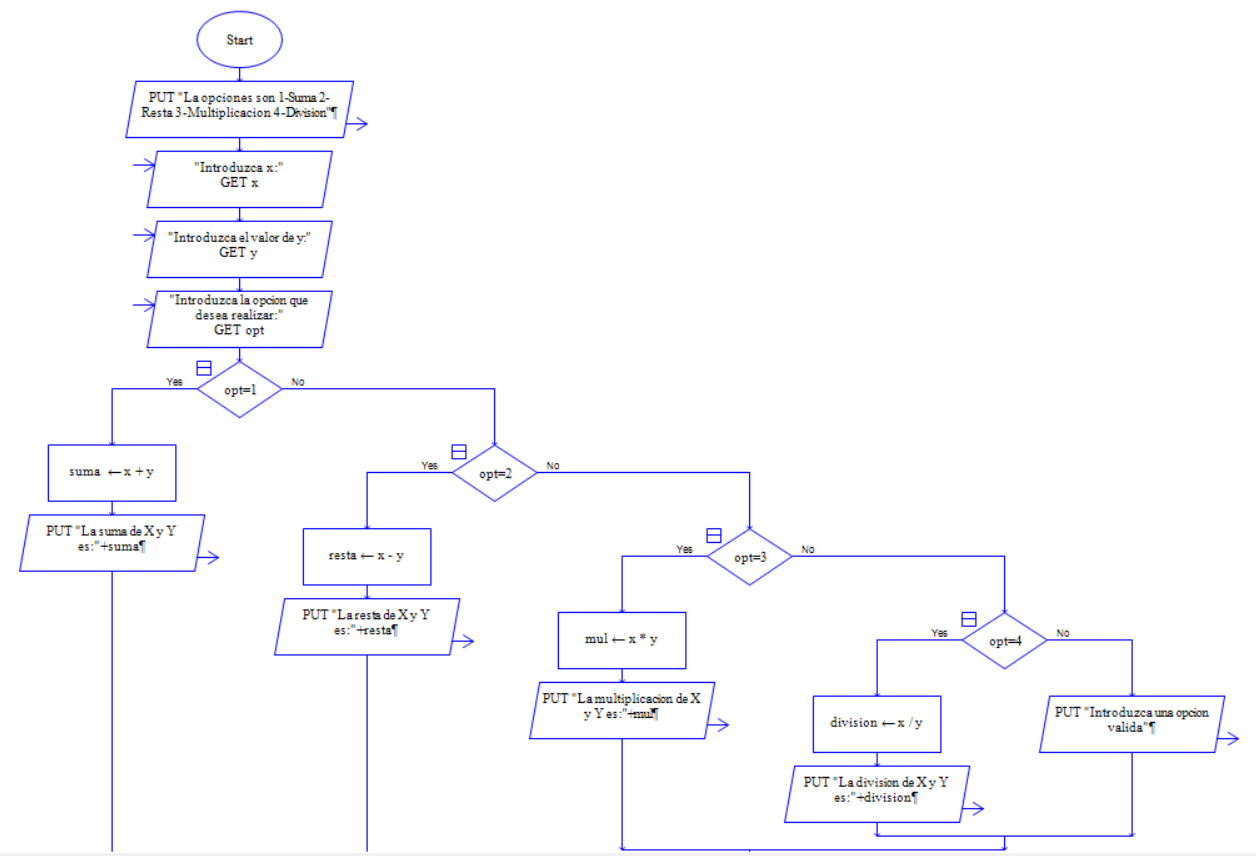 Start
PUT "La opciones son 1-Suma 2-
Resta 3-Multiplicacion 4-Division"¶
"Introduzca x:"
GET x
"Introduzca el valor de y:"
GET y
"Introduzca la opcion que
desea realizar:"
GET opt
Yes
opt=1
No
suma ← x + y
PUT "La suma de X y Y
es:"+suma¶
Yes
opt=2
No
resta ← x - y
PUT "La resta de X y Y
es:"+resta¶
Yes
opt=3
No
mul ← x * y
PUT "La multiplicacion de X
y Y es:"+mul¶
Yes
opt=4
No
division ← x / y
PUT "La division de X y Y
es:"+division¶
PUT "Introduzca una opcion
valida"¶